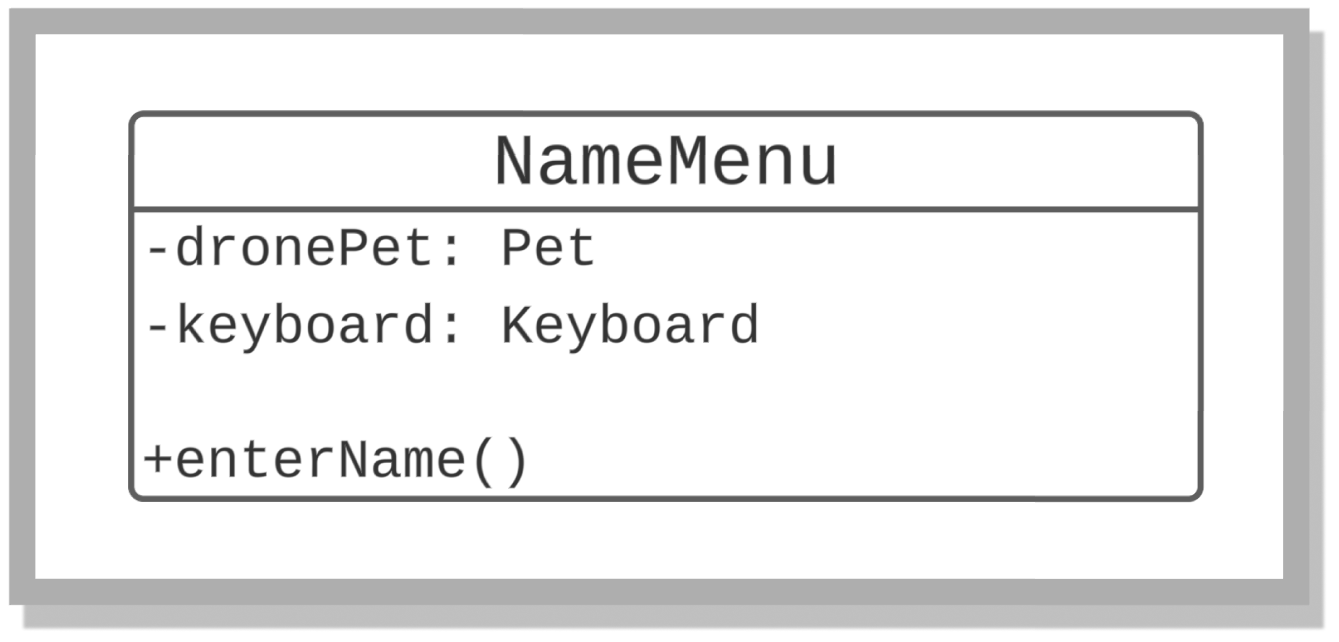 NameMenu
-dronePet: Pet
-keyboard: Keyboard
+enterName()